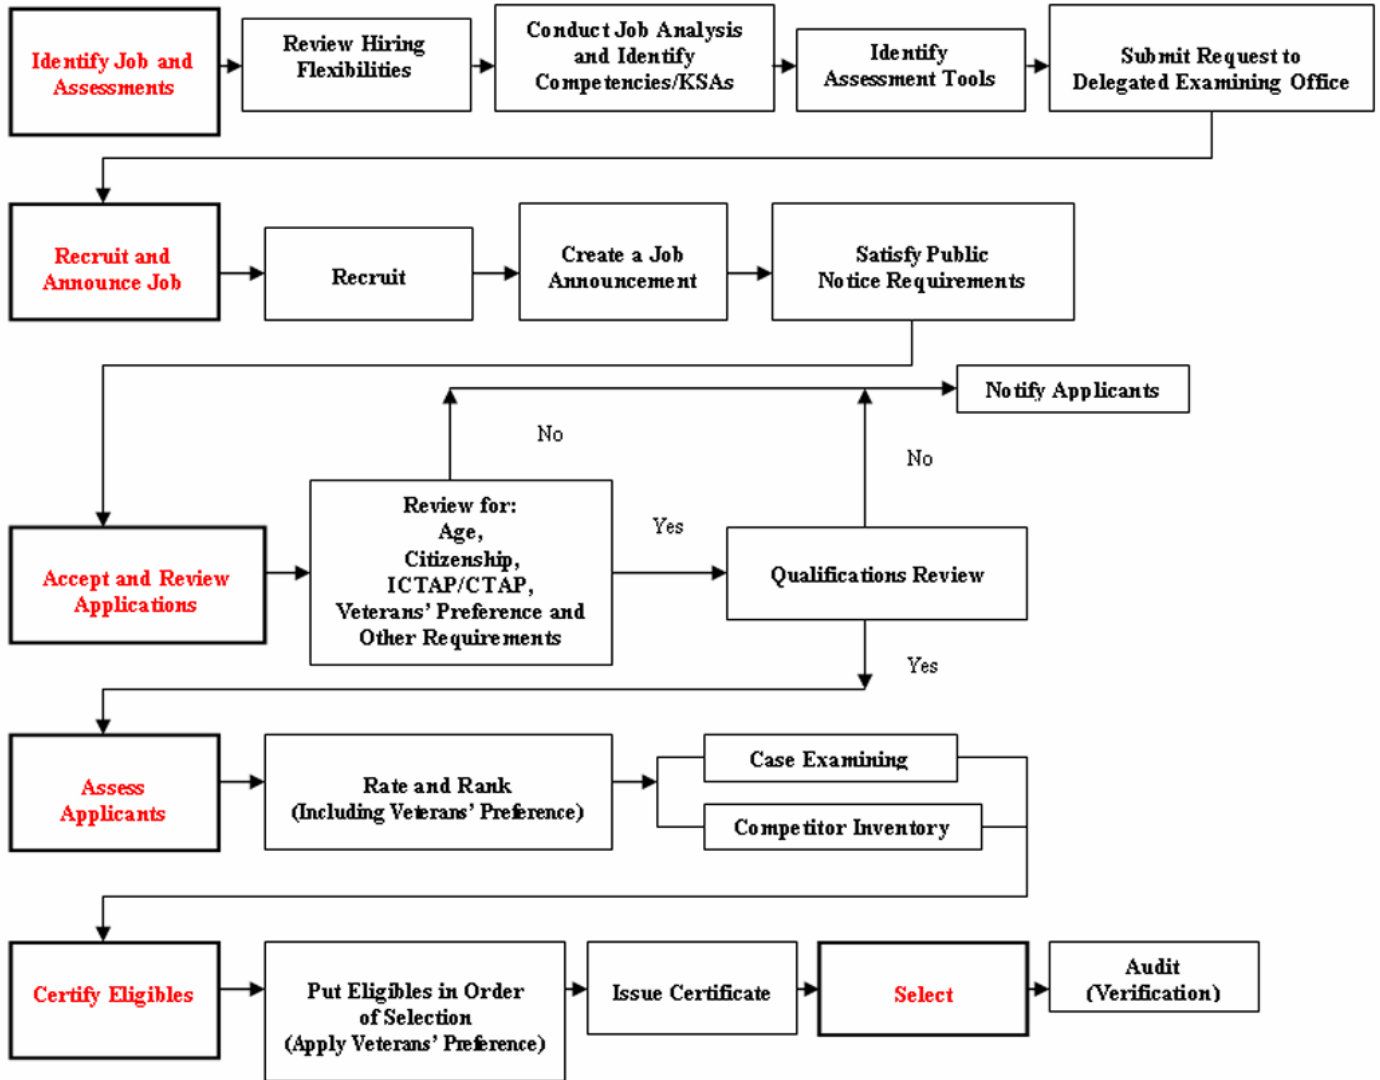 Identify Job and
Assessments
Review Hiring
Flexibilities
Conduct Job Analysis
and Identify
Competencies/KSAs
Identify
Assessment Tools
Submit Request to
Delegated Examining Office
Recruit and
Announce Job
Recruit
Create a Job
Announcement
Satisfy Public
Notice Requirements
Notify Applicants
No
No
Accept and Review
Applications
Review for:
Age,
Citizenship,
ICTAP/CTAP,
Veterans’ Preference and
Other Requirements
Yes
Qualifications Review
Yes
Assess
Applicants
Rate and Rank
(Including Veterans’ Preference)
Case Examining
Competitor Inventory
Certify Eligibles
Put Eligibles in Order
of Selection
(Apply Veterans’ Preference)
Issue Certificate
Select
Audit
(Verification)